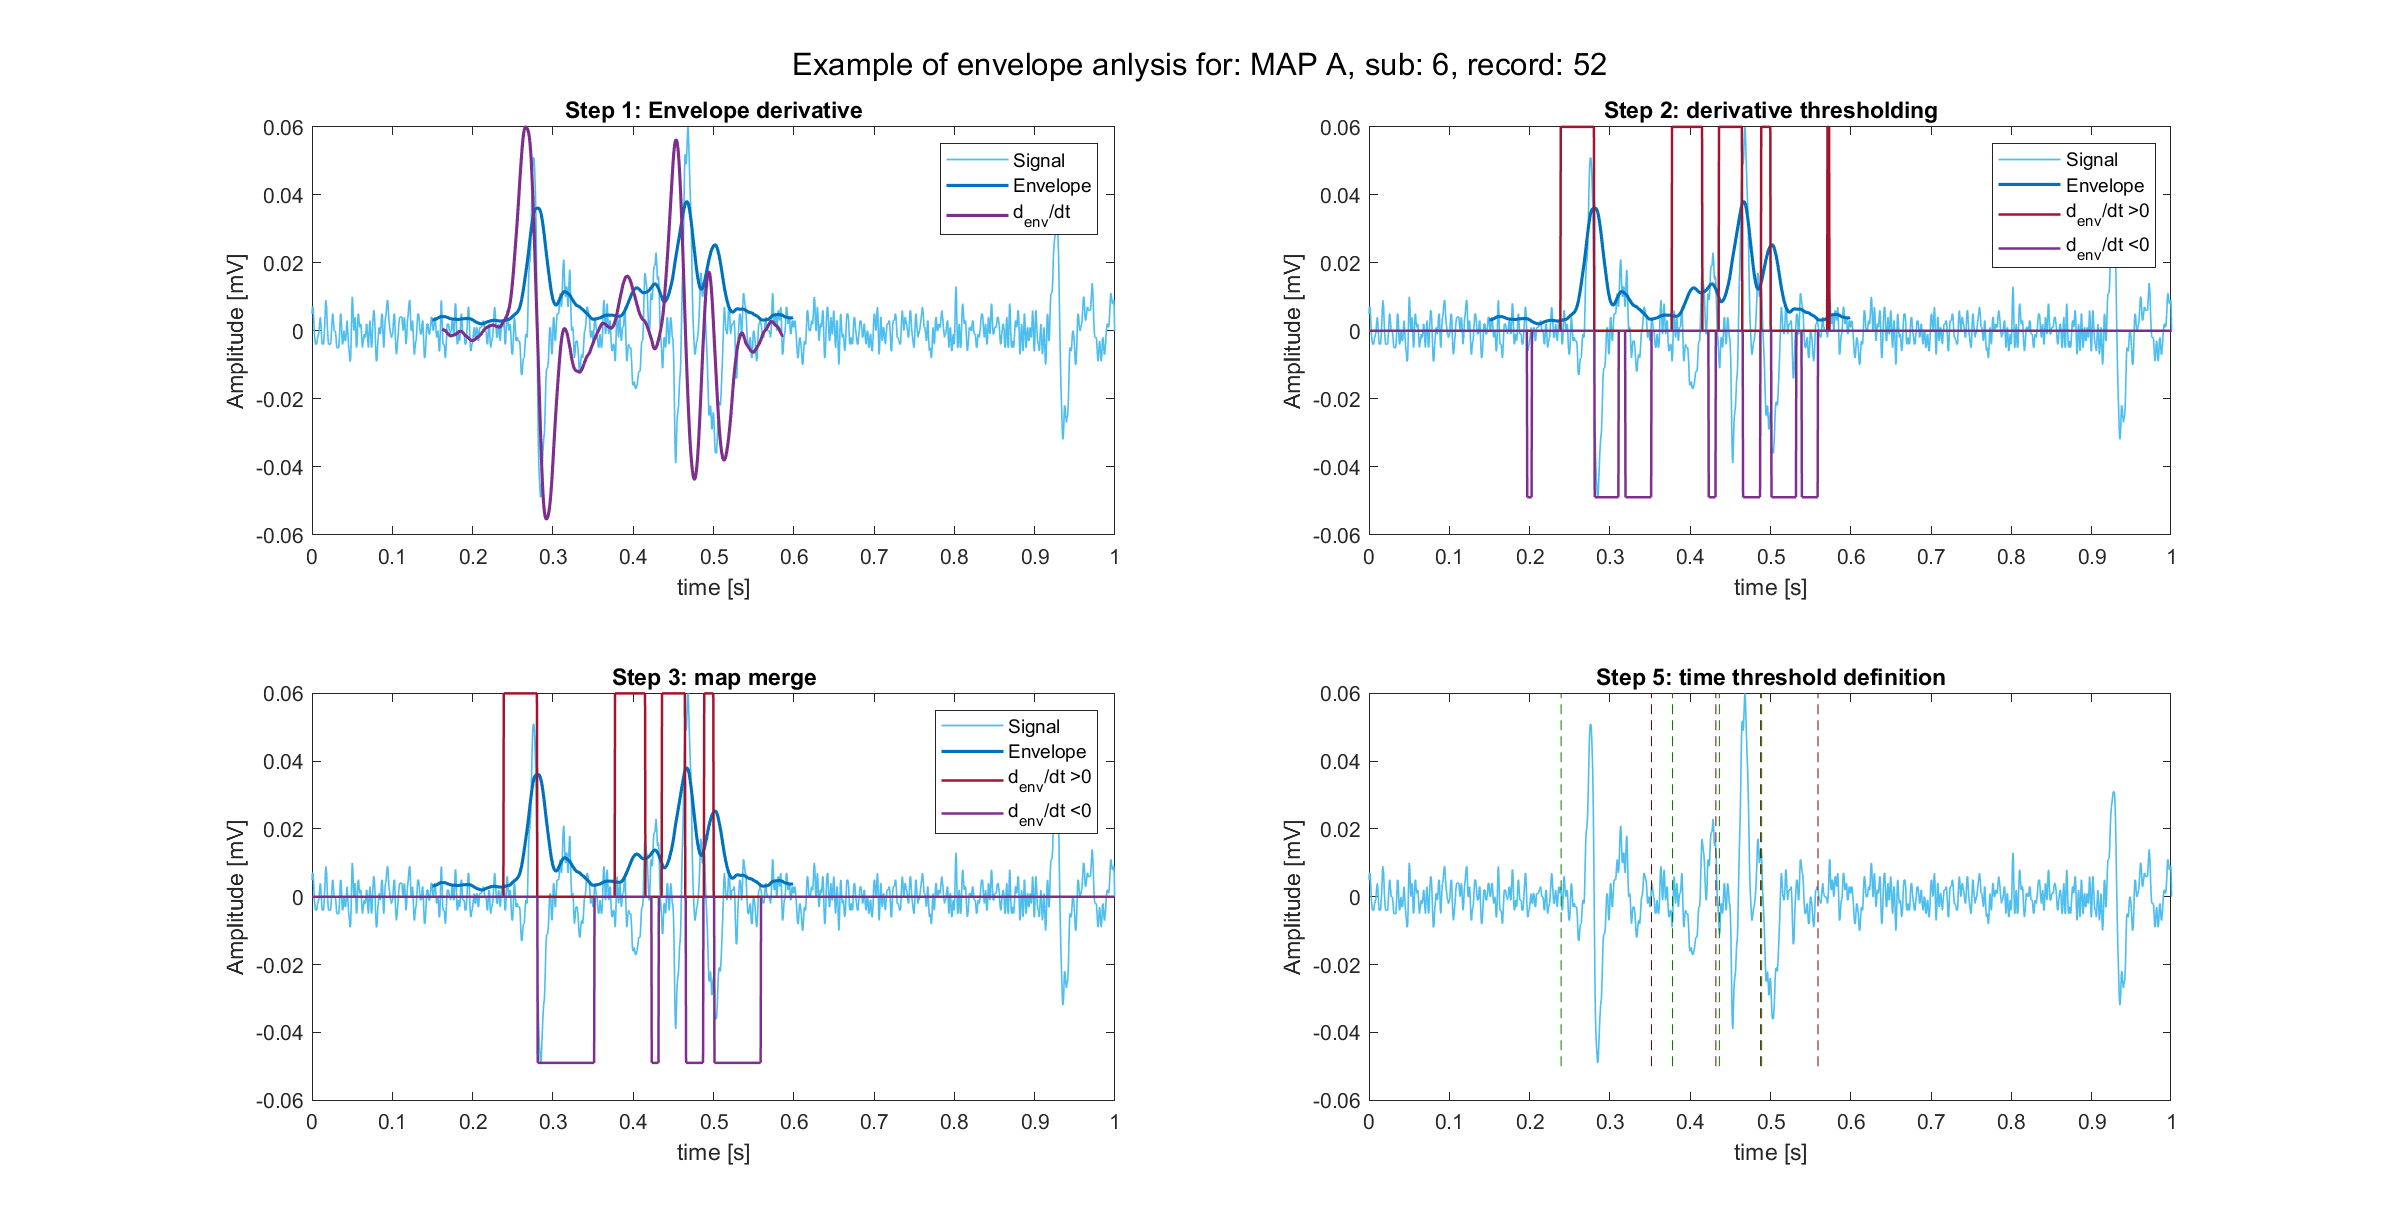 Example of envelope anlysis for: MAP A, sub: 6, record: 52
Step 1: Envelope derivative
0.06
0.04
0.02
0
-0.02
-0.04
-0.06
Amplitude [mV]
0 0.1 0.2 0.3 0.4 0.5 0.6 0.7 0.8 0.9 1
time [s]
Signal
Envelope
d_env/dt
Step 2: derivative thresholding
0.06
0.04
0.02
0
-0.02
-0.04
-0.06
Amplitude [mV]
0 0.1 0.2 0.3 0.4 0.5 0.6 0.7 0.8 0.9 1
time [s]
Signal
Envelope
d_env/dt >0
d_env/dt <0
Step 3: map merge
0.06
0.04
0.02
0
-0.02
-0.04
-0.06
Amplitude [mV]
0 0.1 0.2 0.3 0.4 0.5 0.6 0.7 0.8 0.9 1
time [s]
Signal
Envelope
d_env/dt >0
d_env/dt <0
Step 5: time threshold definition
0.06
0.04
0.02
0
-0.02
-0.04
-0.06
Amplitude [mV]
0 0.1 0.2 0.3 0.4 0.5 0.6 0.7 0.8 0.9 1
time [s]